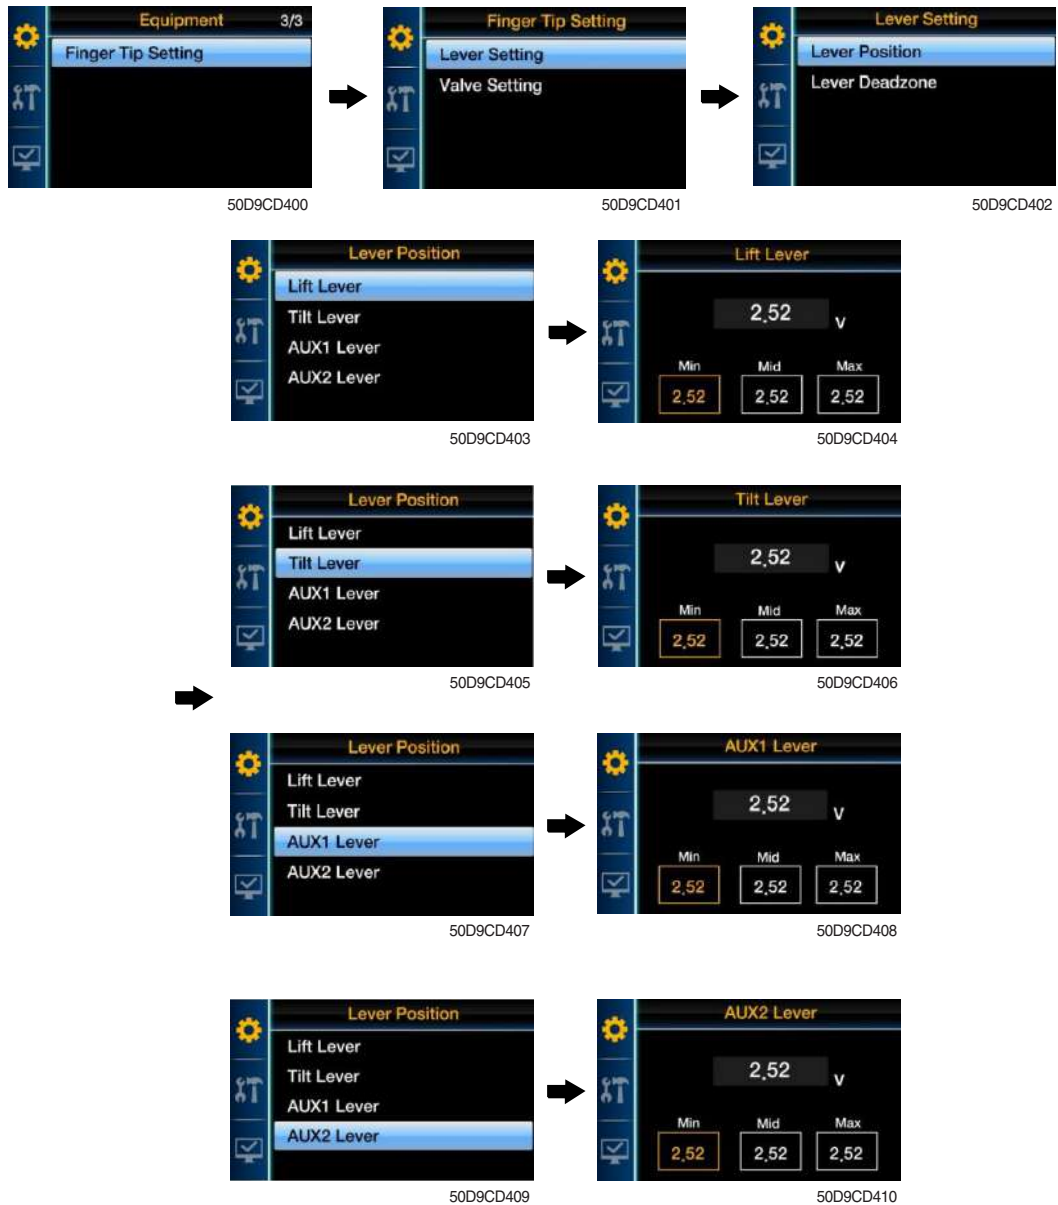 Equipment 3/3
Finger Tip Setting
50D9CD400
Finger Tip Setting
Lever Setting
Valve Setting
50D9CD401
Lever Setting
Lever Position
Lever Deadzone
50D9CD402
Lever Position
Lift Lever
Tilt Lever
AUX1 Lever
AUX2 Lever
50D9CD403
Lift Lever
2.52 V
Min Mid Max
2.52 2.52 2.52
50D9CD404
Lever Position
Lift Lever
Tilt Lever
AUX1 Lever
AUX2 Lever
50D9CD405
Tilt Lever
2.52 V
Min Mid Max
2.52 2.52 2.52
50D9CD406
Lever Position
Lift Lever
Tilt Lever
AUX1 Lever
AUX2 Lever
50D9CD407
AUX1 Lever
2.52 V
Min Mid Max
2.52 2.52 2.52
50D9CD408
Lever Position
Lift Lever
Tilt Lever
AUX1 Lever
AUX2 Lever
50D9CD409
AUX2 Lever
2.52 V
Min Mid Max
2.52 2.52 2.52
50D9CD410